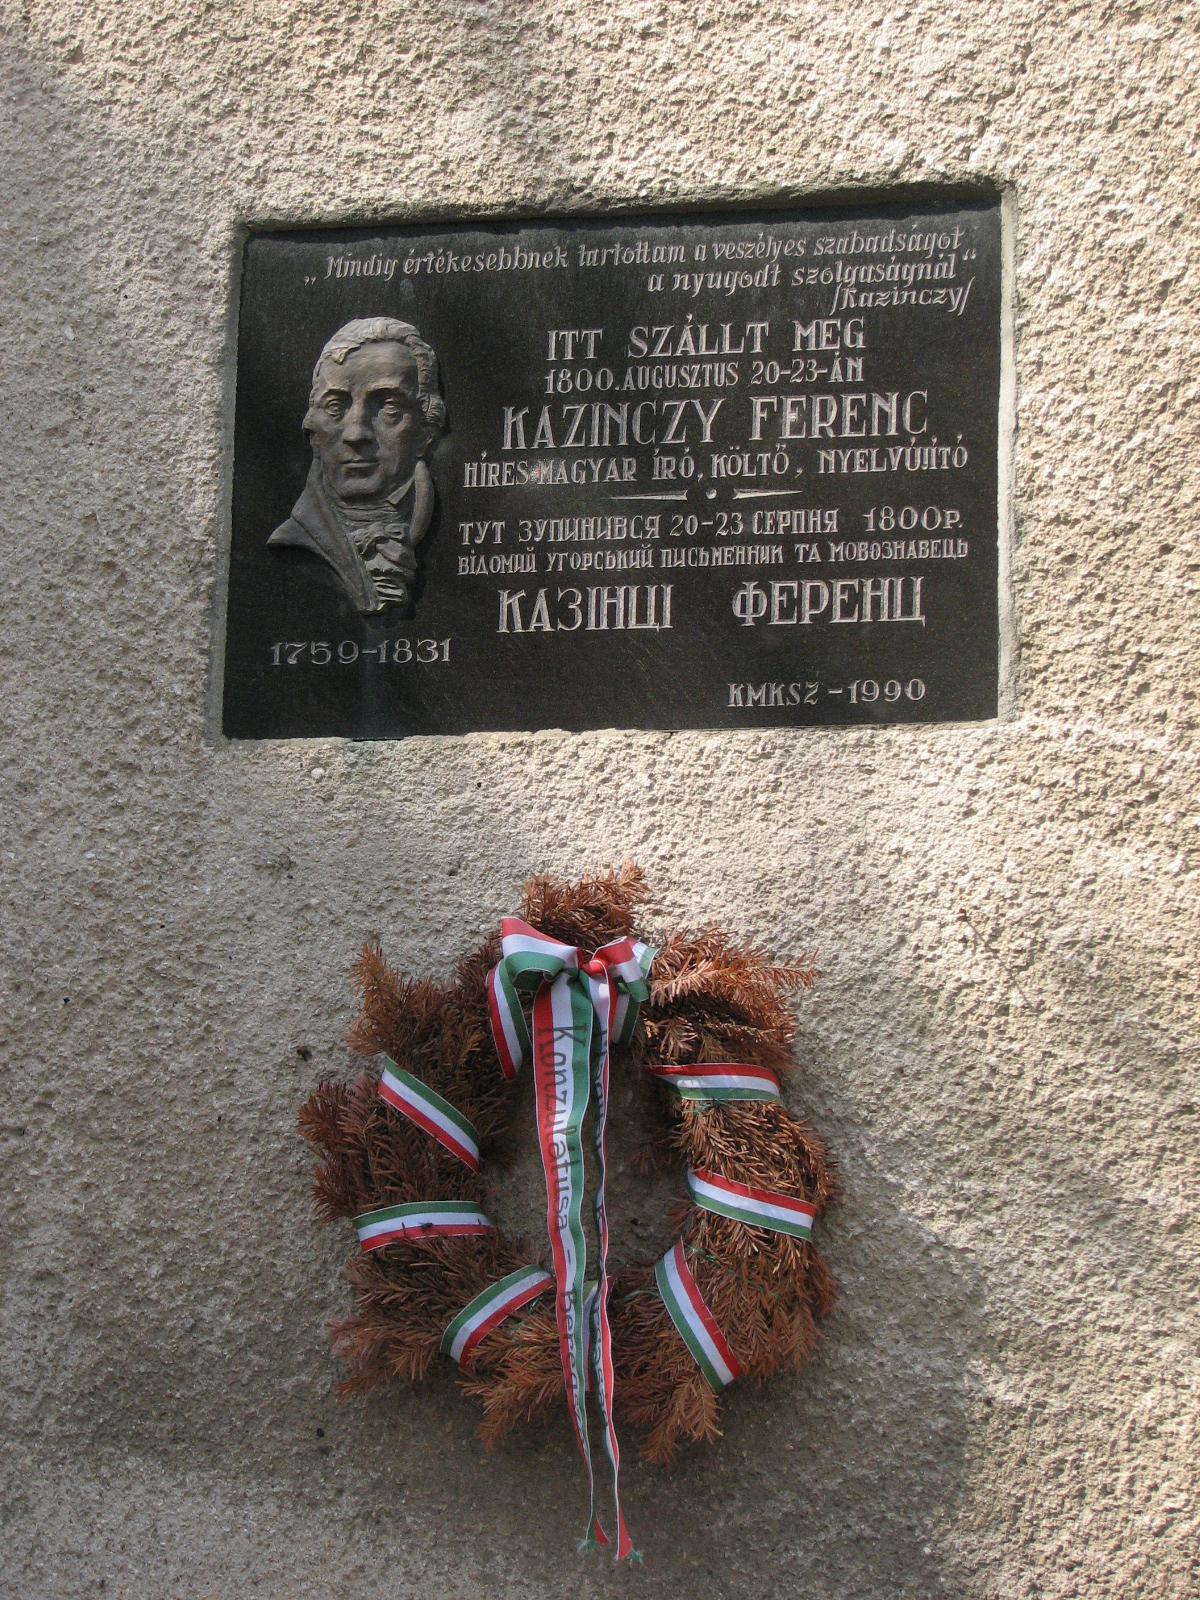 „Mindig értékesebbnek tartottam a veszélyes szabadságot
a nyugodt szolgaságnál"
/Kazinczy/
ITT SZÁLLT MEG
1800.AUGUSZTUS 20-23-ÁN
KAZINCZY FERENC
HÍRES MAGYAR ÍRÓ, KÖLTŐ, NYELVÚJÍTÓ
ТУТ ЗУПИНИВСЯ 20-23 СЕРПНЯ 1800Р.
ВІДОМИЙ УГОРСЬКИЙ ПИСЬМЕННИК ТА МОВОЗНАВЕЦЬ
КАЗІНЦІ ФЕРЕНЦ
1759-1831
KMKSZ-1990
Konzulátusa -